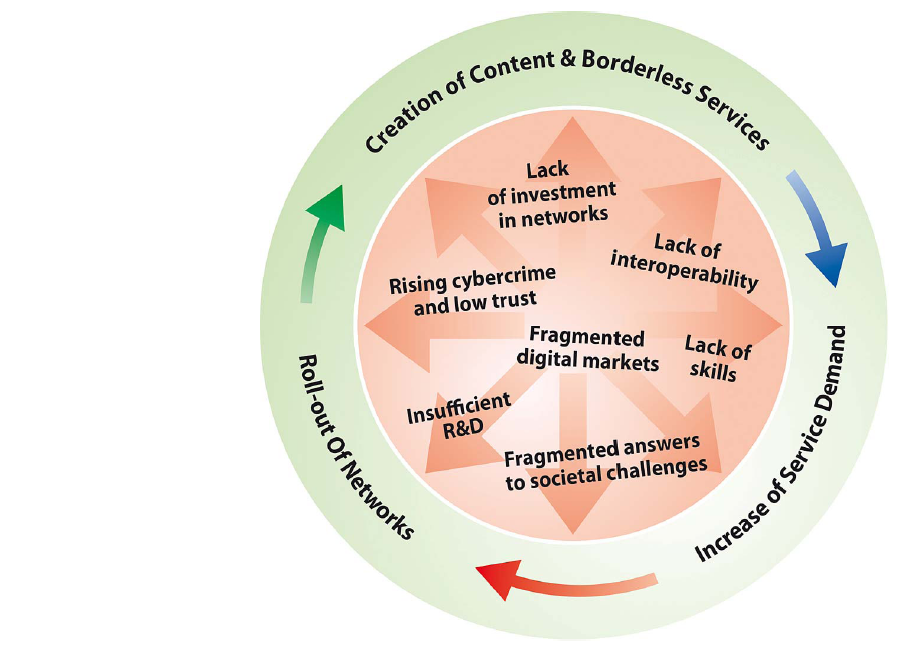 Creation of Content & Borderless Services
Lack
of investment
in networks
Lack of
interoperability
Rising cybercrime
and low trust
Fragmented
digital markets
Lack of
skills
Insufficient
R&D
Fragmented answers
to societal challenges
Increase of Service Demand
Roll-out Of Networks